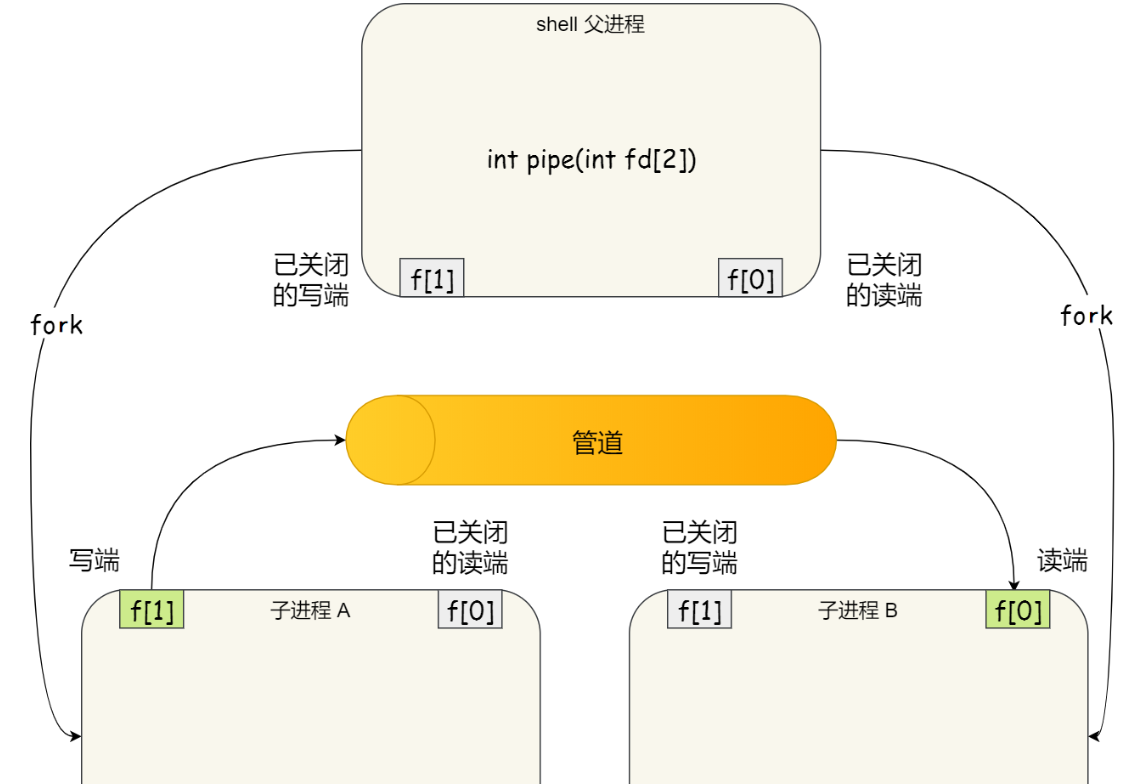 shell 父进程
int pipe(int fd[2])
已关闭
的写端
f[1]
f[0]
已关闭
的读端
fork
fork
管道
写端
已关闭
的读端
已关闭
的写端
读端
f[1]
子进程 A
f[0]
f[1]
子进程 B
f[0]